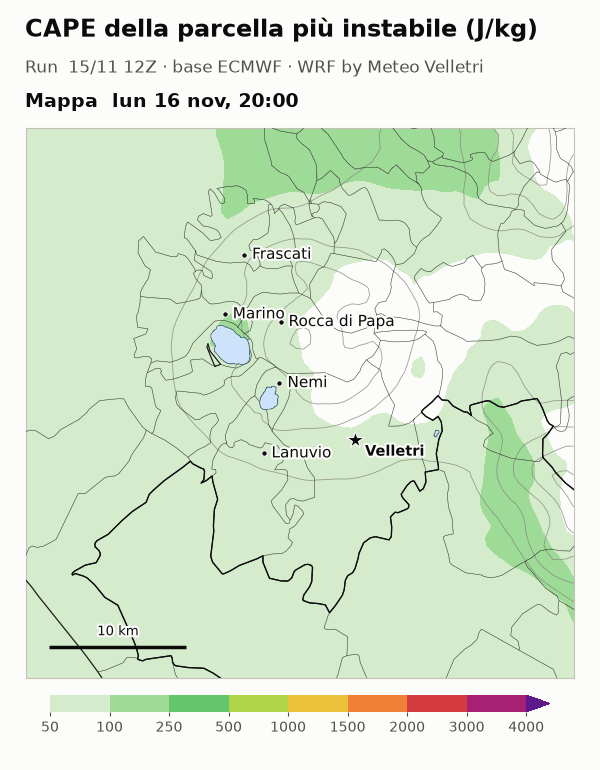 CAPE della parcella più instabile (J/kg)
Run  15/11 12Z · base ECMWF · WRF by Meteo Velletri
Mappa  lun 16 nov, 20:00
Frascati
Marino
Rocca di Papa
Nemi
Velletri
Lanuvio
10 km
50 100 250 500 1000 1500 2000 3000 4000